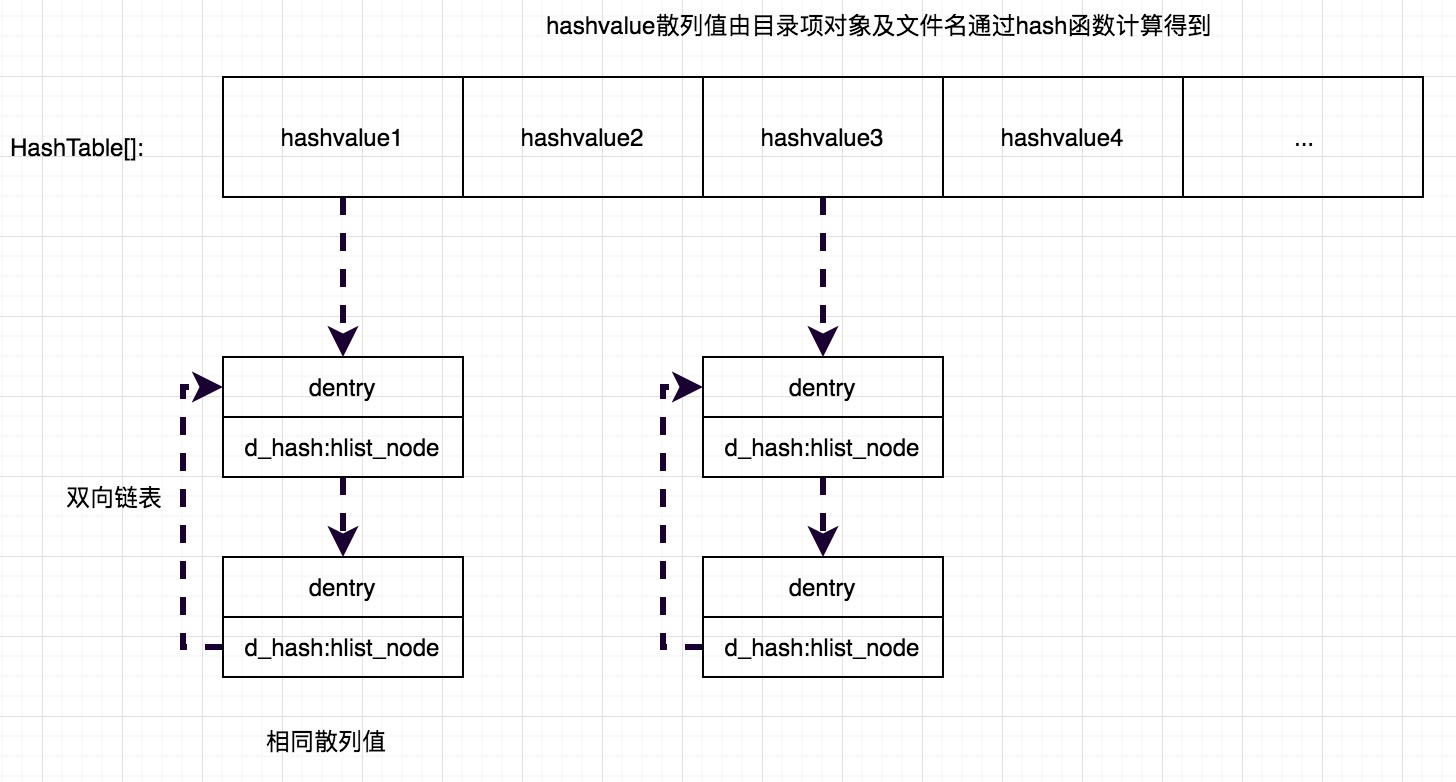 hashvalue散列值由目录项对象及文件名通过hash函数计算得到
HashTable[]:
hashvalue1
hashvalue2
hashvalue3
hashvalue4
...
dentry
dentry
d_hash:hlist_node
d_hash:hlist_node
双向链表
dentry
dentry
d_hash:hlist_node
d_hash:hlist_node
相同散列值